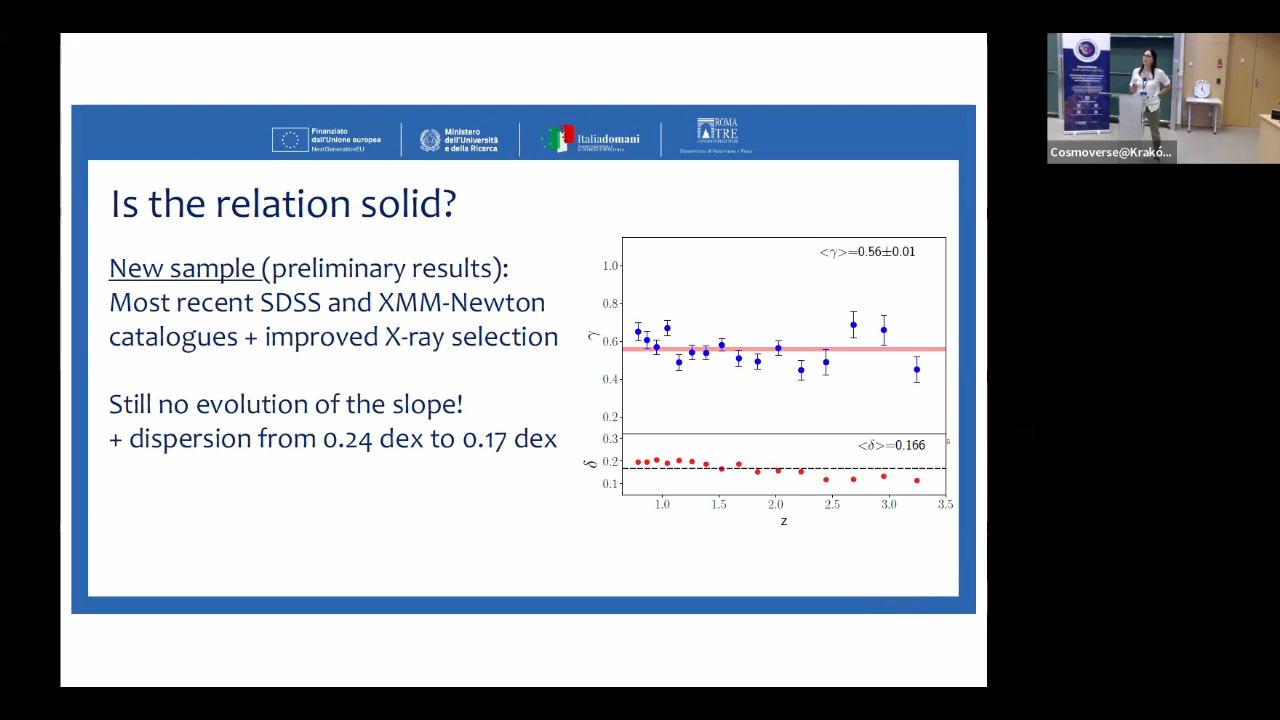 Finanziato
dall'Unione europea
NextGenerationEU
Ministero
dell'Università
e della Ricerca
Italiadomani
ROMA
TRE
Is the relation solid?
New sample (preliminary results):
Most recent SDSS and XMM-Newton
catalogues + improved X-ray selection
Still no evolution of the slope!
+ dispersion from 0.24 dex to 0.17 dex
<γ>=0.56±0.01
1.0
0.8
γ
0.6
0.4
0.2
<δ>=0.166
0.3
δ
0.2
0.1
1.0 1.5 2.0 2.5 3.0 3.5
z
Cosmoverse@Krako...